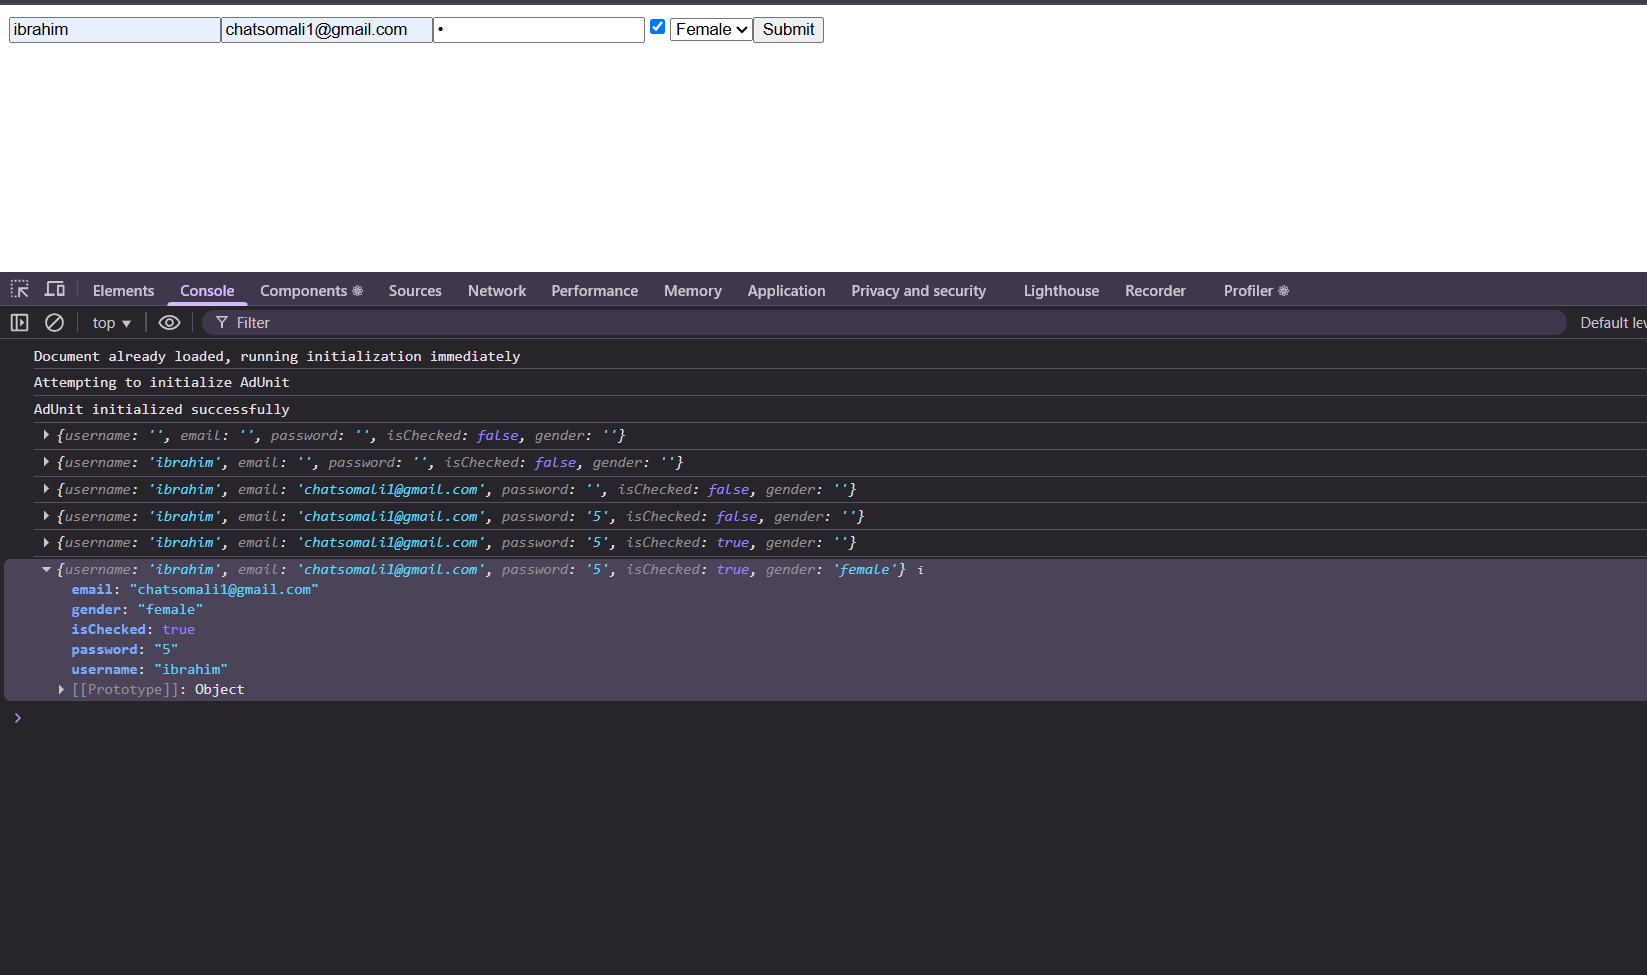 ibrahim chatsomali1@gmail.com • Female Submit
Elements Console Components Sources Network Performance Memory Application Privacy and security Lighthouse Recorder Profiler
top Filter Default lev
Document already loaded, running initialization immediately
Attempting to initialize AdUnit
AdUnit initialized successfully
{username: '', email: '', password: '', isChecked: false, gender: ''}
{username: 'ibrahim', email: '', password: '', isChecked: false, gender: ''}
{username: 'ibrahim', email: 'chatsomali1@gmail.com', password: '', isChecked: false, gender: ''}
{username: 'ibrahim', email: 'chatsomali1@gmail.com', password: '5', isChecked: false, gender: ''}
{username: 'ibrahim', email: 'chatsomali1@gmail.com', password: '5', isChecked: true, gender: ''}
{username: 'ibrahim', email: 'chatsomali1@gmail.com', password: '5', isChecked: true, gender: 'female'} i
email: "chatsomali1@gmail.com"
gender: "female"
isChecked: true
password: "5"
username: "ibrahim"
[[Prototype]]: Object